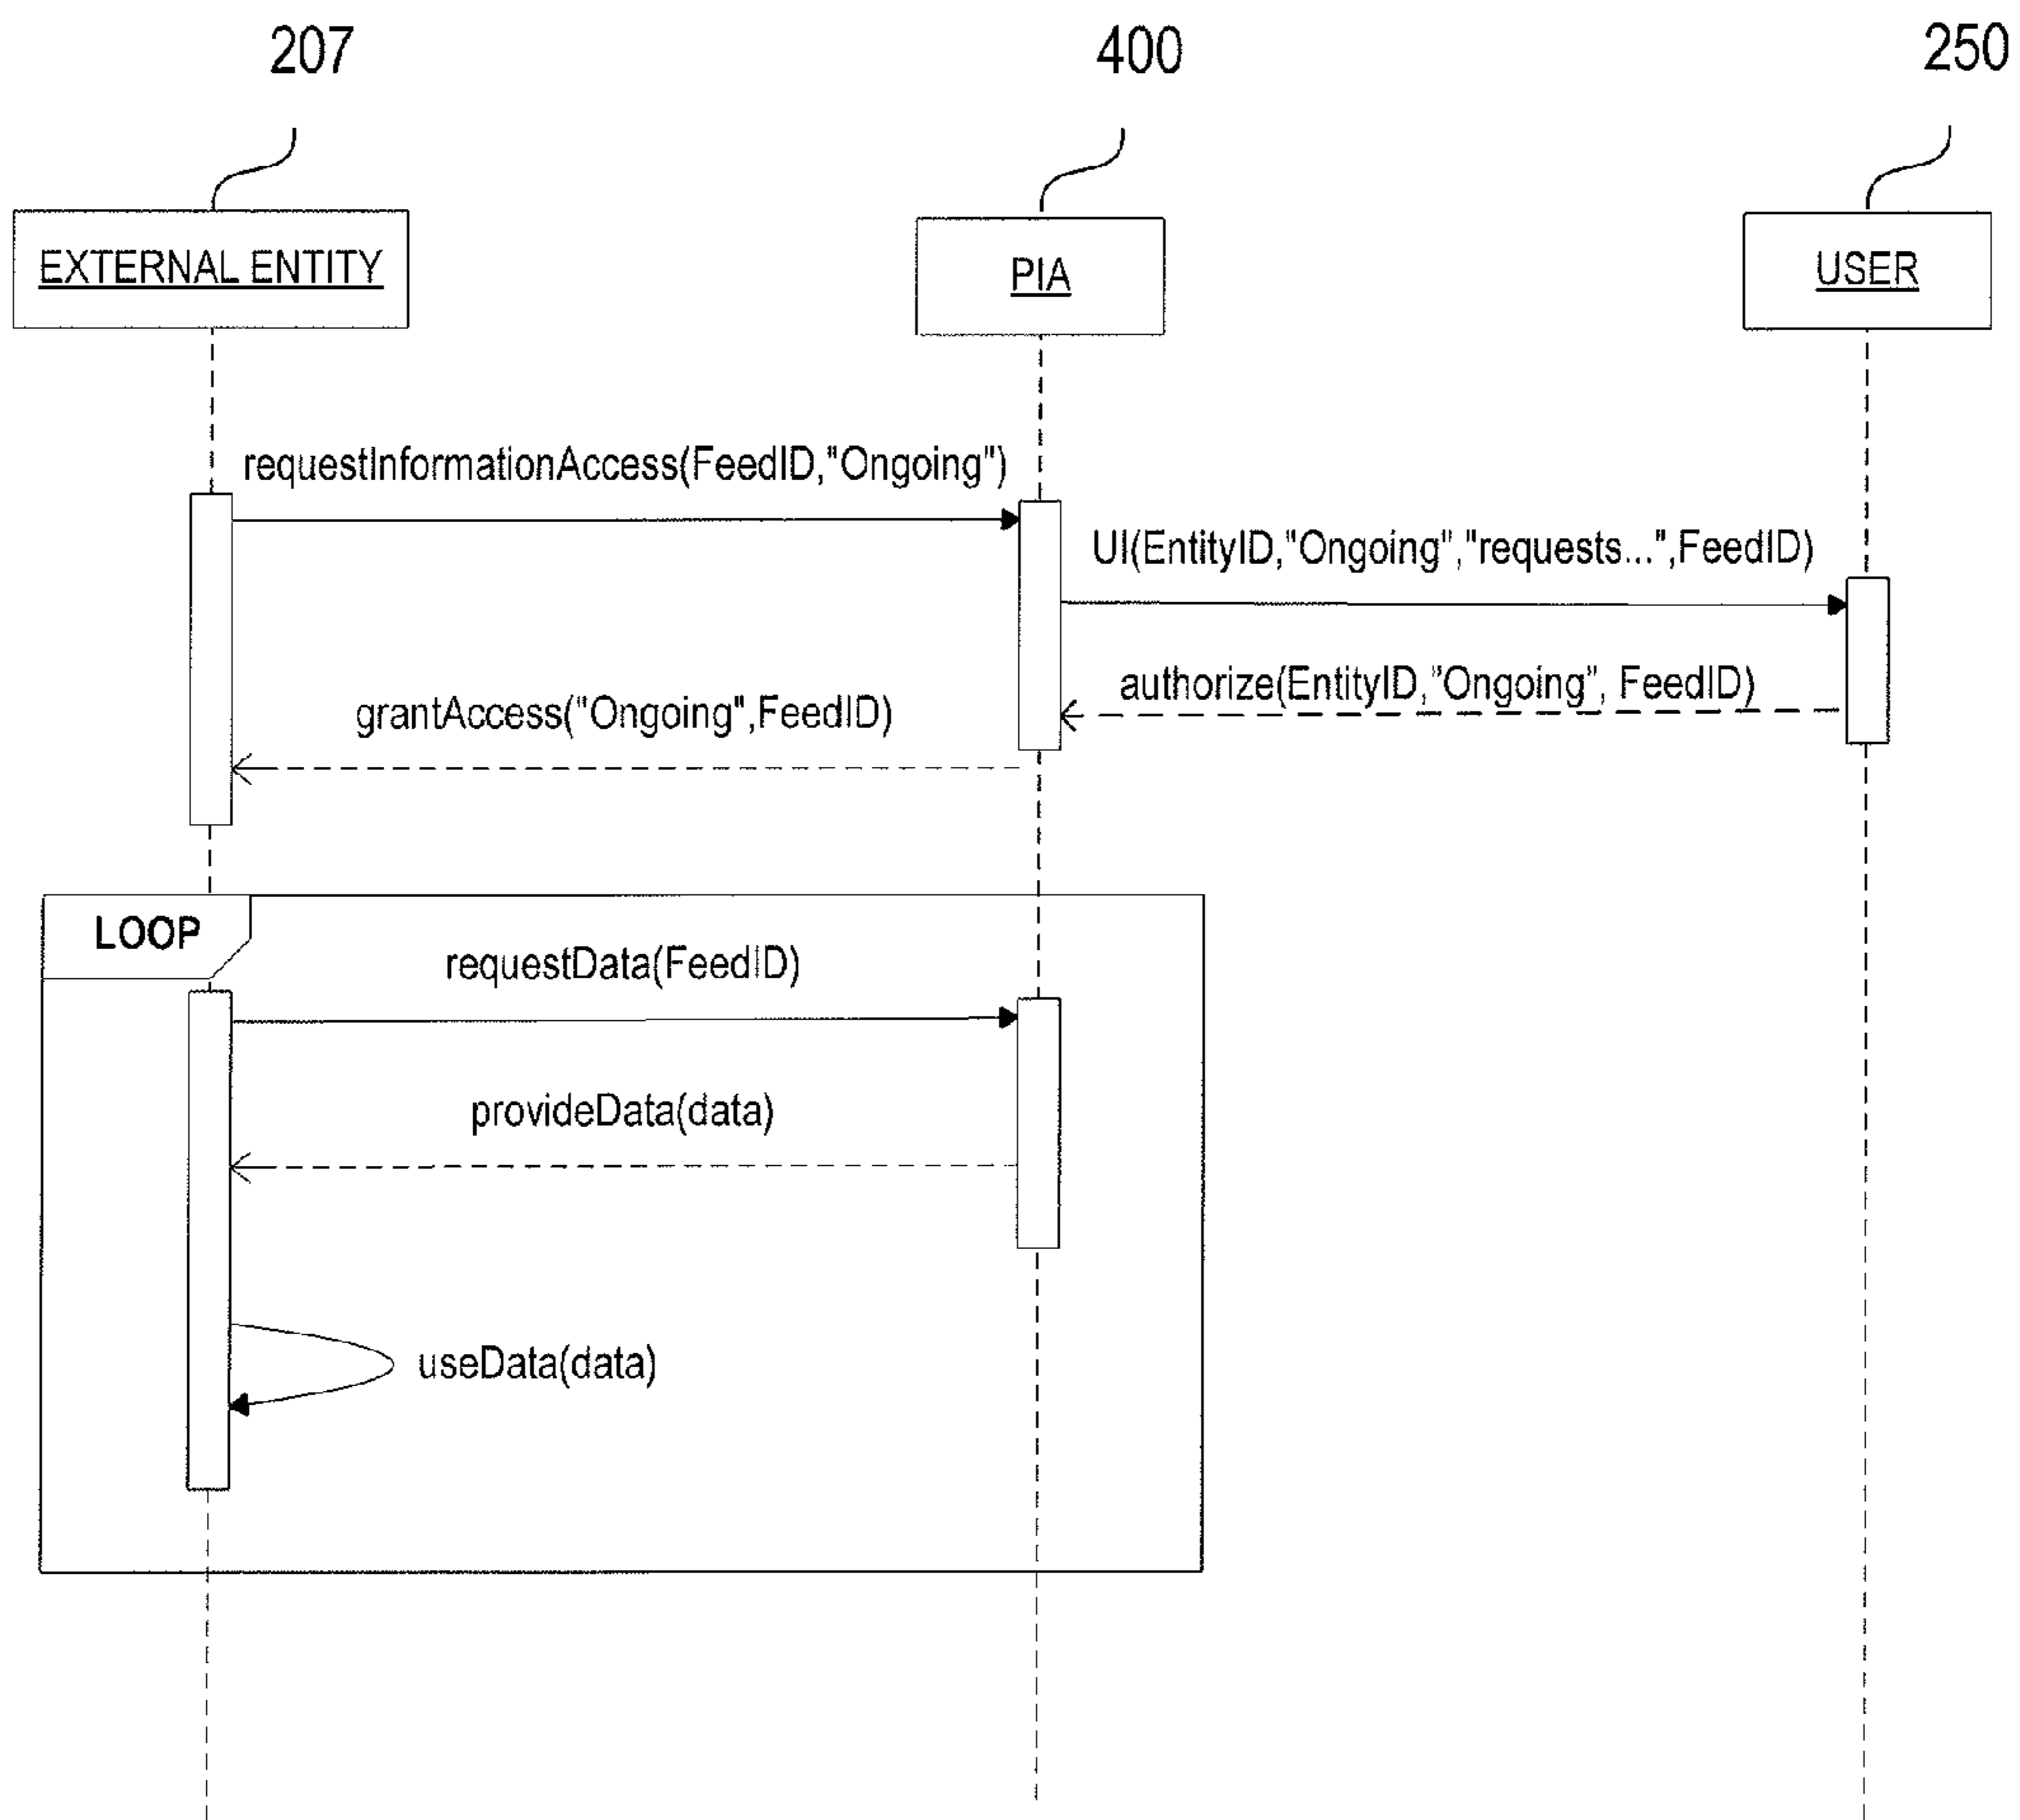 207
400
250
EXTERNAL ENTITY
PIA
USER
requestInformationAccess(FeedID,"Ongoing")
UI(EntityID,"Ongoing","requests...",FeedID)
authorize(EntityID,"Ongoing", FeedID)
grantAccess("Ongoing",FeedID)
LOOP
requestData(FeedID)
provideData(data)
useData(data)